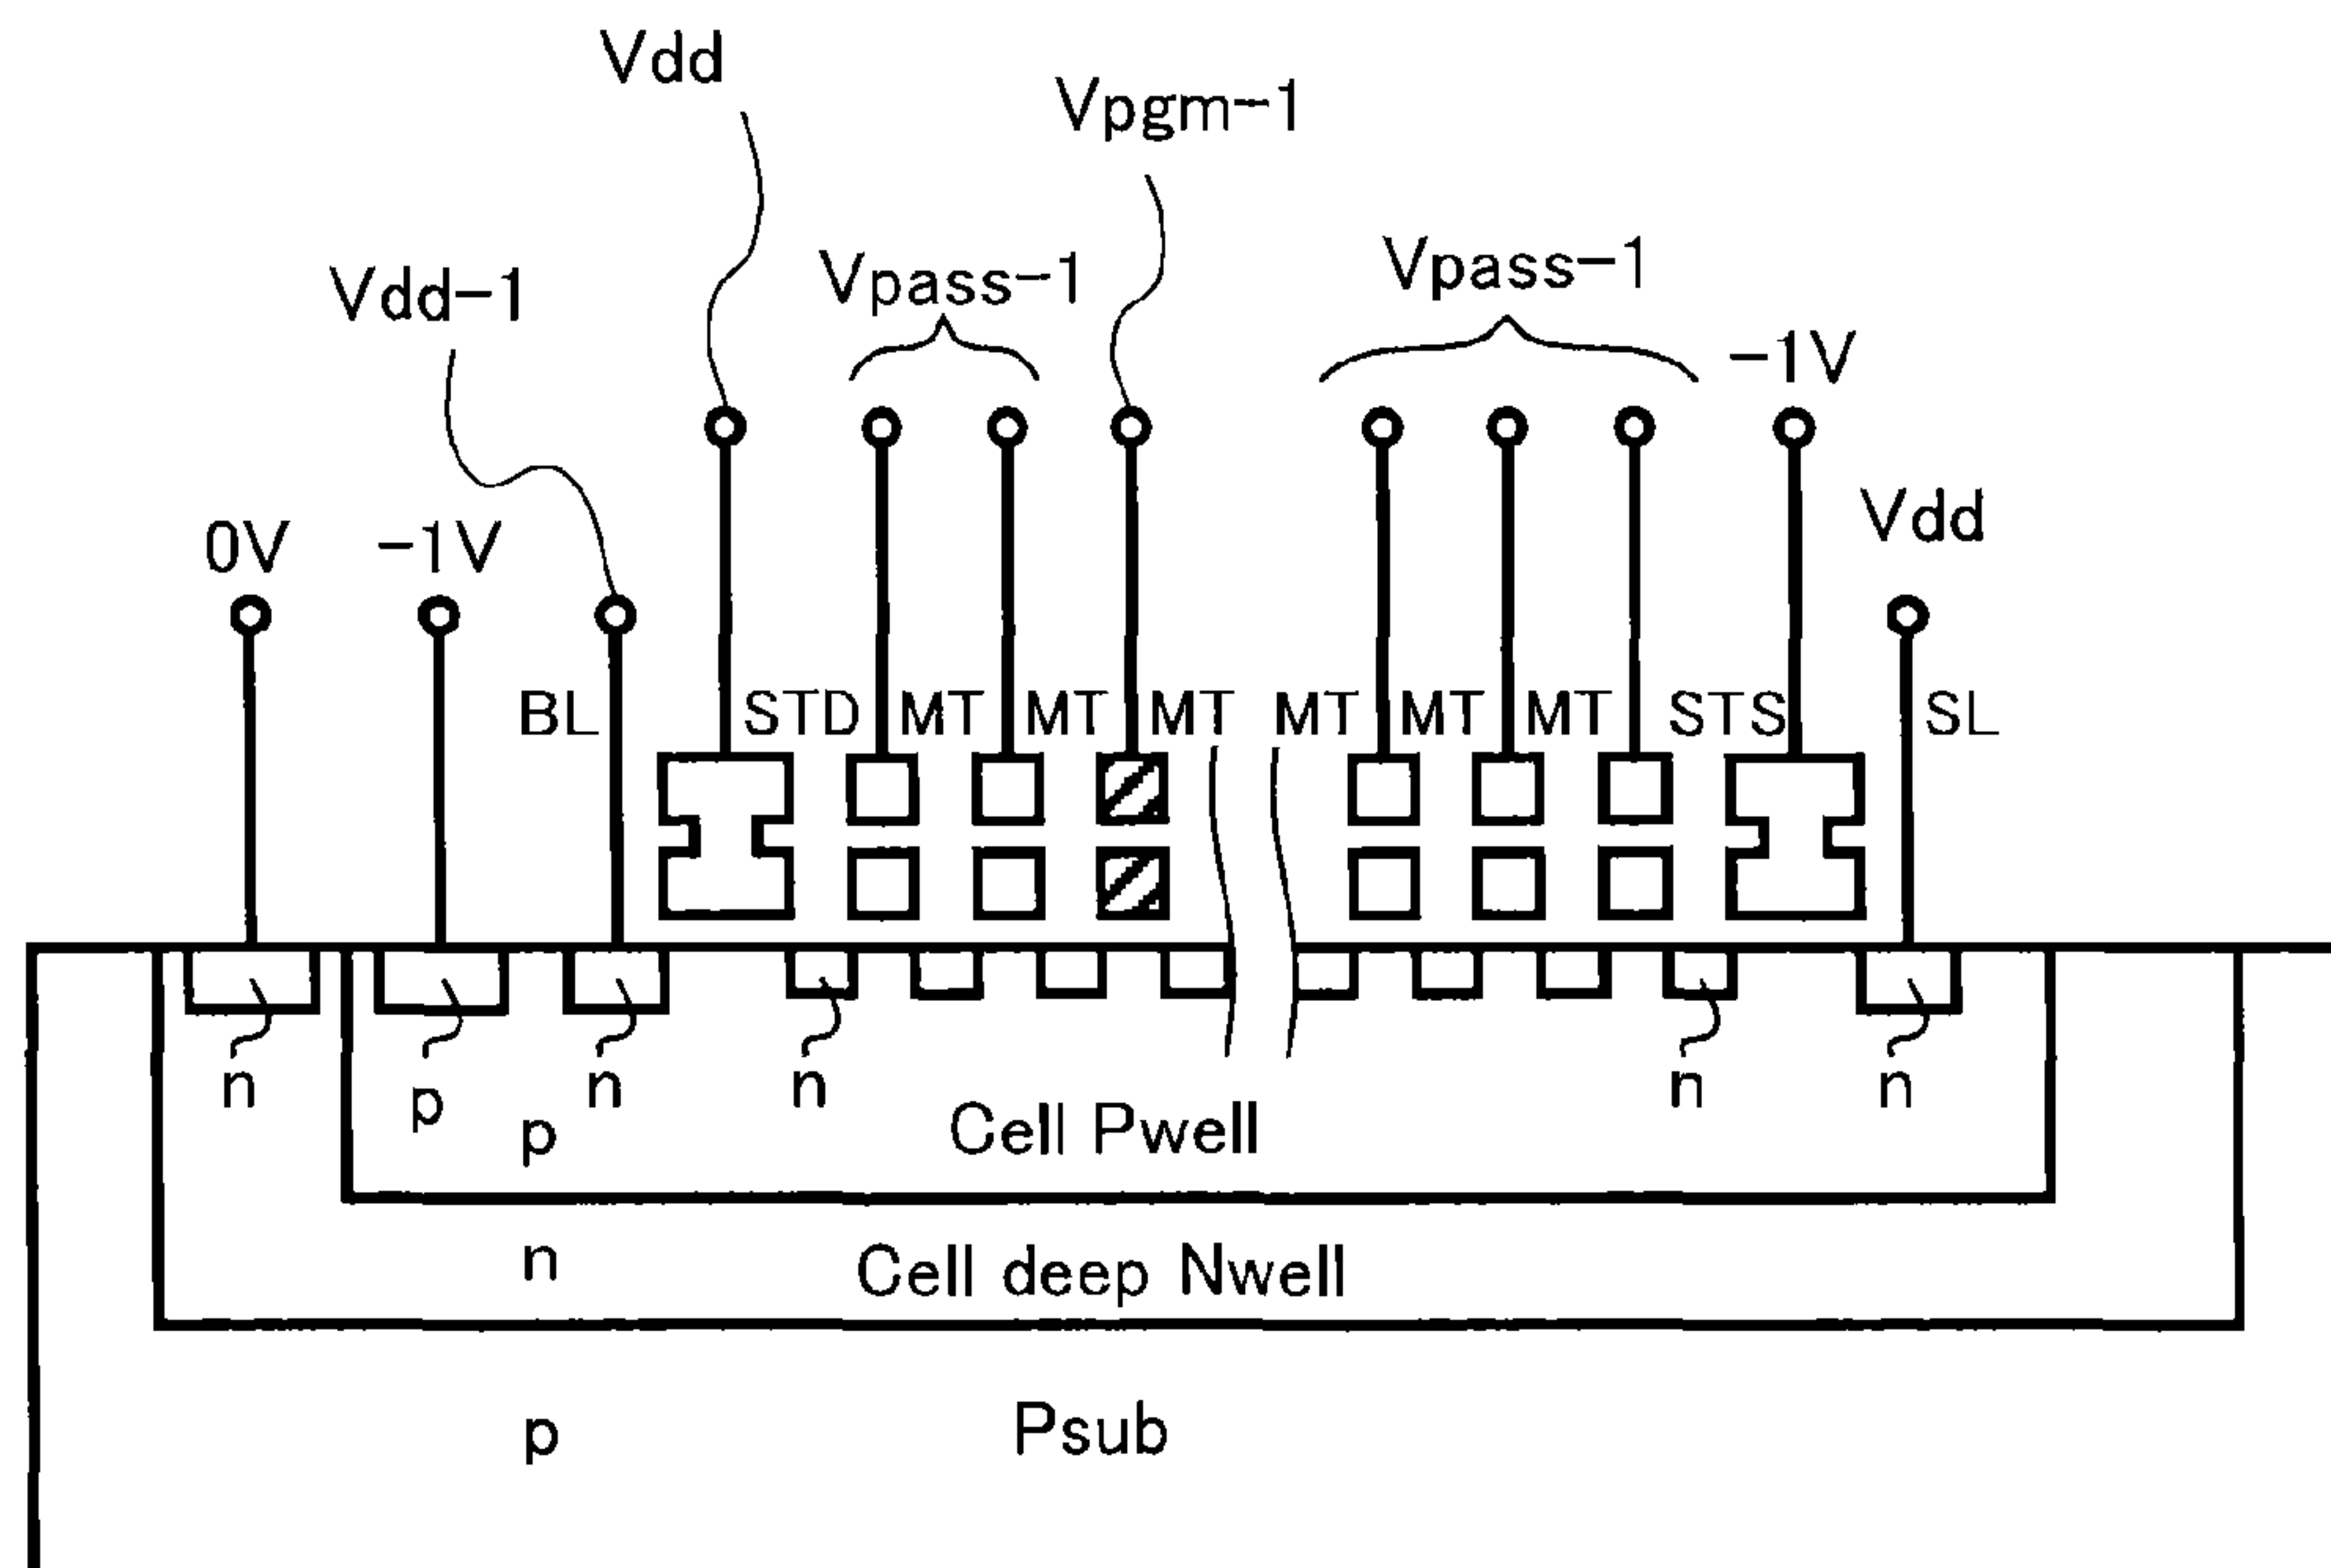 Vdd
Vpgm-1
Vdd-1
Vpass-1
Vpass-1
-1V
0V
-1V
Vdd
BL
STD
MT
MT
MT
MT
MT
MT
STS
SL
n
p
n
n
n
n
p
Cell Pwell
n
Cell deep Nwell
p
Psub